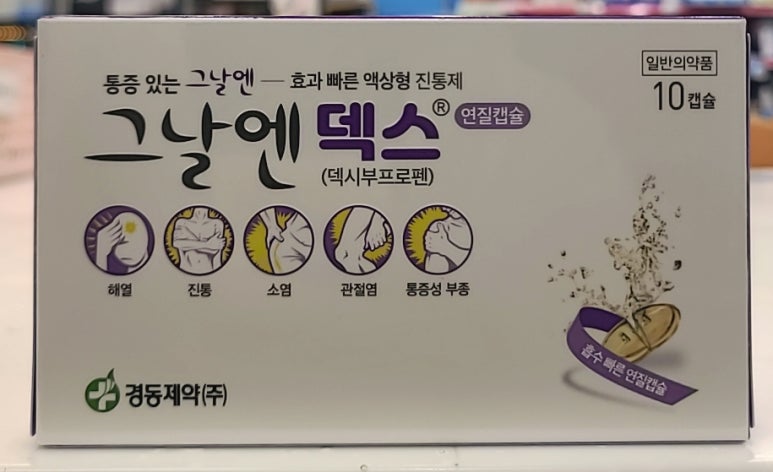 일반의약품
10캡슐
통증 있는 그날엔 — 효과 빠른 액상형 진통제
그날엔 덱스® 연질캡슐
(덱시부프로펜)
해열 진통 소염 관절염 통증성 부종
흡수 빠른 연질캡슐
경동제약(주)